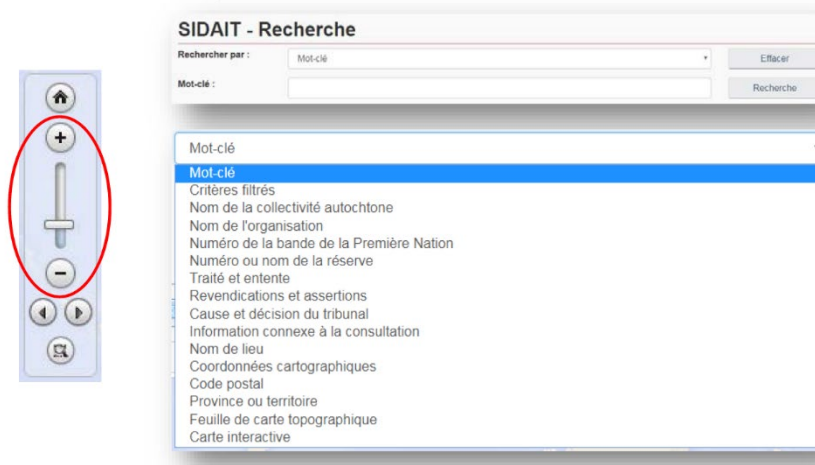 SIDAIT - Recherche
Rechercher par :
Mot-clé
Effacer
Mot-clé :
Recherche
Mot-clé
Mot-clé
Critères filtrés
Nom de la collectivité autochtone
Nom de l'organisation
Numéro de la bande de la Première Nation
Numéro ou nom de la réserve
Traité et entente
Revendications et assertions
Cause et décision du tribunal
Information connexe à la consultation
Nom de lieu
Coordonnées cartographiques
Code postal
Province ou territoire
Feuille de carte topographique
Carte interactive